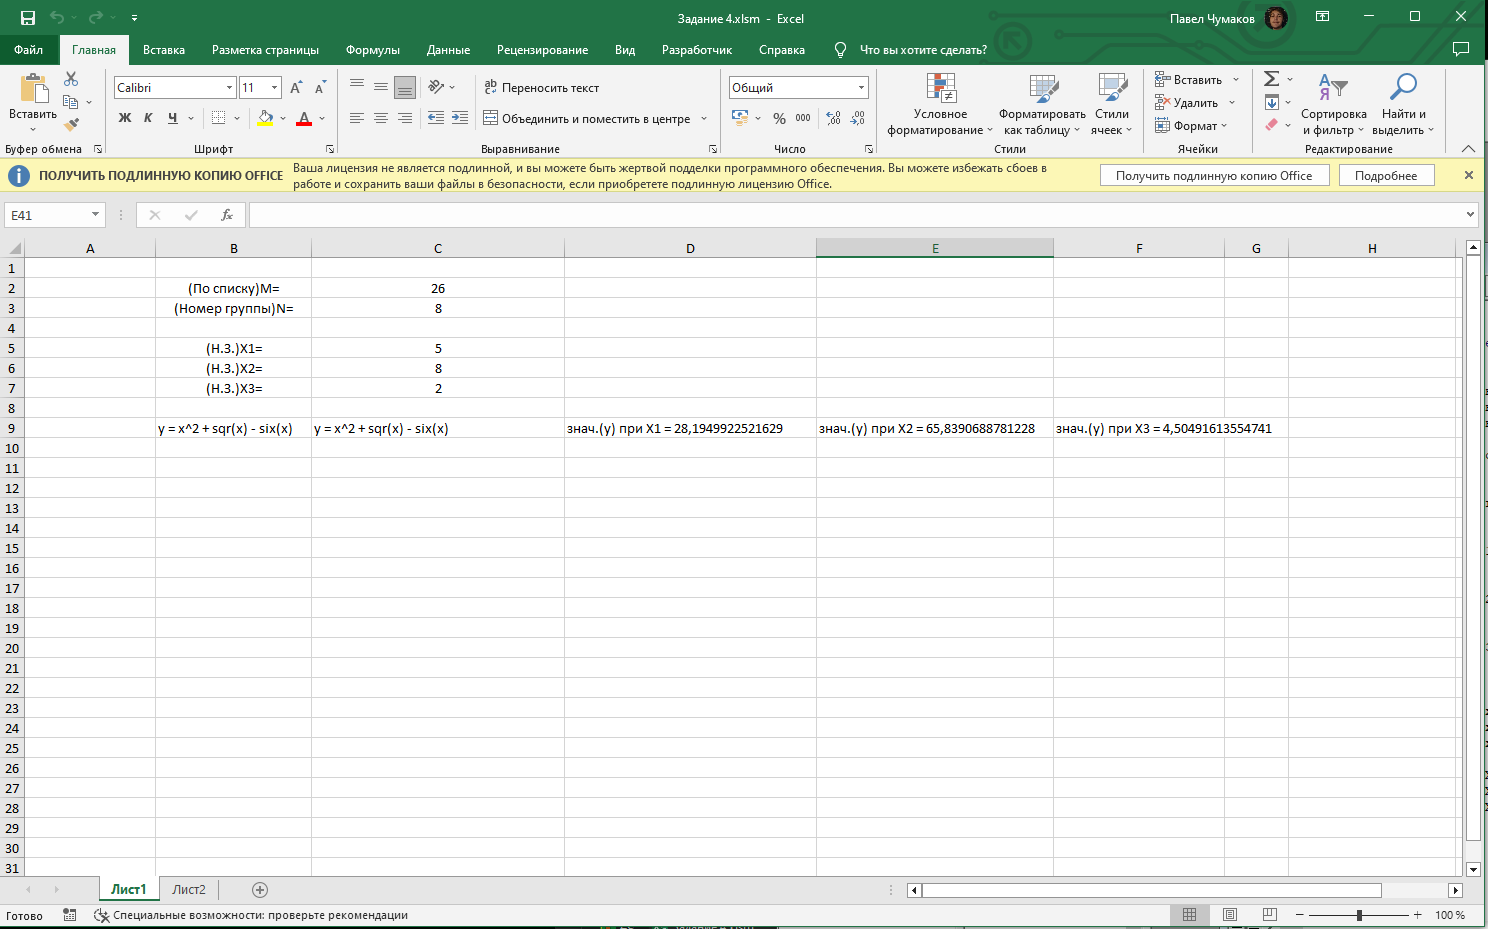 Задание 4.xlsm - Excel
Павел Чумаков
Файл Главная Вставка Разметка страницы Формулы Данные Рецензирование Вид Разработчик Справка Что вы хотите сделать?
Вставить
Буфер обмена
Calibri 11
Ж К Ч
Шрифт
Переносить текст
Объединить и поместить в центре
Выравнивание
Общий
% 000
Число
Условное форматирование
Форматировать как таблицу
Стили ячеек
Стили
Вставить
Удалить
Формат
Ячейки
Сортировка и фильтр
Найти и выделить
Редактирование
ПОЛУЧИТЬ ПОДЛИННУЮ КОПИЮ OFFICE
Ваша лицензия не является подлинной, и вы можете быть жертвой подделки программного обеспечения. Вы можете избежать сбоев в
работе и сохранить ваши файлы в безопасности, если приобретете подлинную лицензию Office.
Получить подлинную копию Office
Подробнее
E41
fx
A B C D E F G H
1
2 (По списку)M= 26
3 (Номер группы)N= 8
4
5 (Н.З.)X1= 5
6 (Н.З.)X2= 8
7 (Н.З.)X3= 2
8
9 y = x^2 + sqr(x) - six(x) y = x^2 + sqr(x) - six(x) знач.(y) при X1 = 28,1949922521629 знач.(y) при X2 = 65,8390688781228 знач.(y) при X3 = 4,50491613554741
10
11
12
13
14
15
16
17
18
19
20
21
22
23
24
25
26
27
28
29
30
31
Лист1 Лист2
Готово
Специальные возможности: проверьте рекомендации
100 %